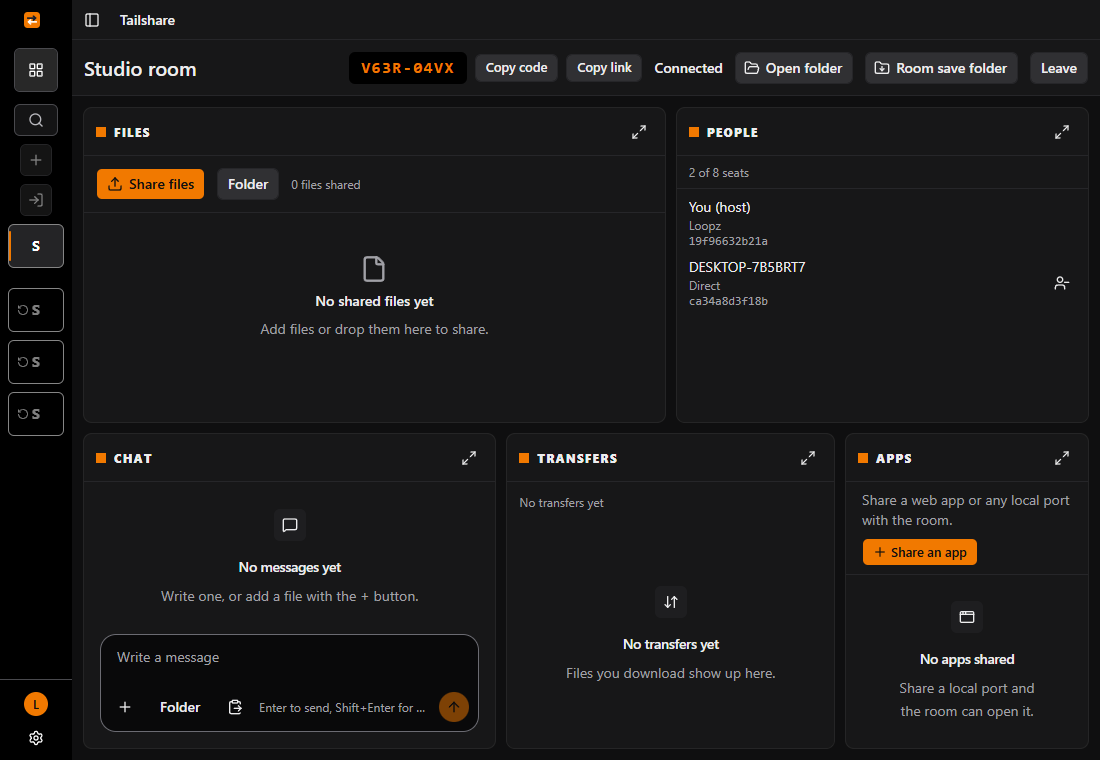 Tailshare
Studio room
V63R-04VX
Copy code
Copy link
Connected
Open folder
Room save folder
Leave
S
S
S
S
L
FILES
Share files
Folder
0 files shared
No shared files yet
Add files or drop them here to share.
PEOPLE
2 of 8 seats
You (host)
Loopz
19f96632b21a
DESKTOP-7B5BRT7
Direct
ca34a8d3f18b
CHAT
No messages yet
Write one, or add a file with the + button.
Write a message
Folder
Enter to send, Shift+Enter for ...
TRANSFERS
No transfers yet
No transfers yet
Files you download show up here.
APPS
Share a web app or any local port
with the room.
Share an app
No apps shared
Share a local port and
the room can open it.